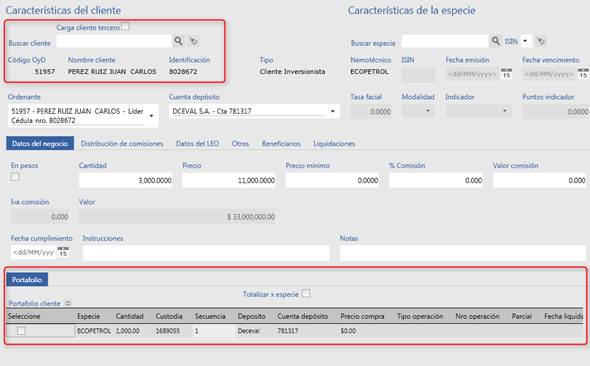 Características del cliente
Características de la especie
Carga cliente tercero
Buscar cliente
Buscar especie
ISIN
Código OyD Nombre cliente Identificación Tipo
51957 PEREZ RUIZ JUAN CARLOS 8028672 Cliente Inversionista
Nemotécnico ISIN Fecha emisión Fecha vencimiento
ECOPETROL <dd/MM/yyyy> 15 <dd/MM/yyyy> 15
Ordenante Cuenta depósito
51957 - PEREZ RUIZ JUAN CARLOS - Líder
Cédula nro. 8028672
DCEVAL S.A. - Cta 781317
Tasa facial Modalidad Indicador Puntos indicador
0.0000 0.0000
Datos del negocio Distribución de comisiones Datos del LEO Otros Beneficiarios Liquidaciones
En pesos Cantidad Precio Precio mínimo % Comisión Valor comisión
3,000.0000 11,000.0000 0.0000 0.0000 0.0000
Iva comisión Valor
0.000 $ 33,000,000.00
Fecha cumplimiento Instrucciones Notas
<dd/MM/yyy 15
Portafolio
Totalizar x especie
Portafolio cliente
Seleccione Especie Cantidad Custodia Secuencia Deposito Cuenta depósito Precio compra Tipo operación Nro operación Parcial Fecha liquida
ECOPETROL 1,000.00 1689055 1 Deceval 781317 $0.00